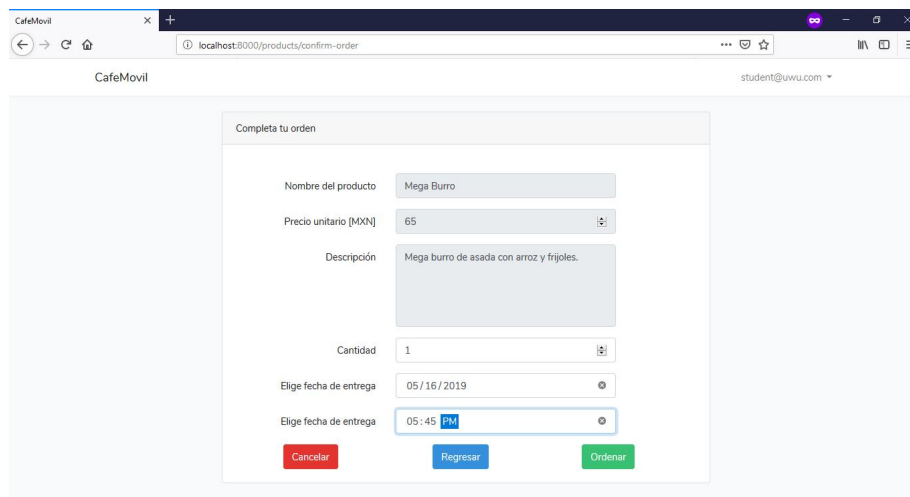 CafeMovil
localhost:8000/products/confirm-order
CafeMovil
student@uwu.com
Completa tu orden
Nombre del producto
Mega Burro
Precio unitario [MXN]
65
Descripción
Mega burro de asada con arroz y frijoles.
Cantidad
1
Elige fecha de entrega
05/16/2019
Elige fecha de entrega
05:45 PM
Cancelar
Regresar
Ordenar